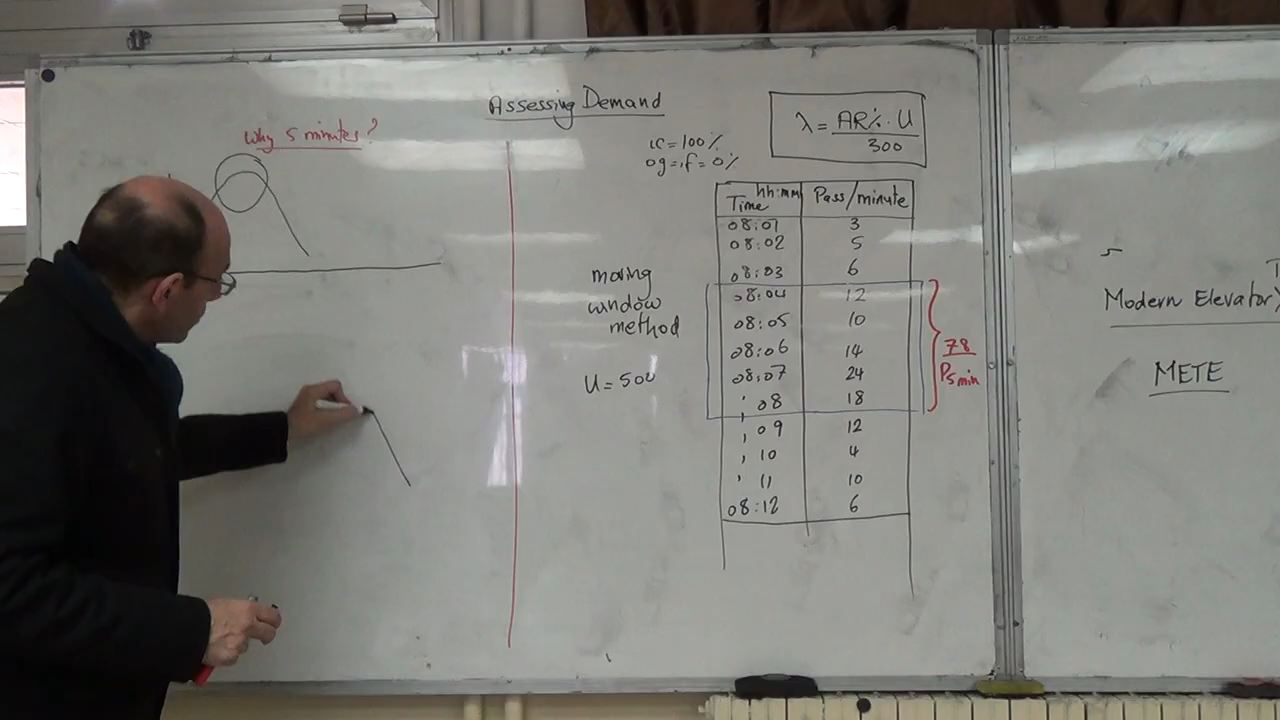 Assessing Demand
Why 5 minutes?
ic = 100%
og = if = 0%
λ = AR%. U
300
Time hh:mm Pass/minute
08:01 3
08:02 5
08:03 6
08:04 12
08:05 10
08:06 14
08:07 24
' 08 18
' 09 12
' 10 4
' 11 10
08:12 6
moving
window
method
U = 500
78
P5min
5
Modern Elevator
METE